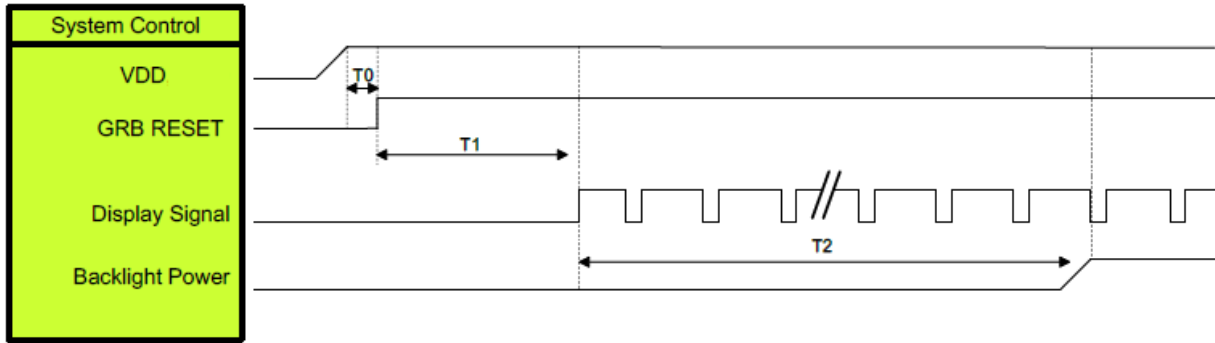 System Control
VDD
T0
GRB RESET
T1
Display Signal
T2
Backlight Power